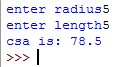 enter radius5
enter length5
csa is: 78.5
>>>